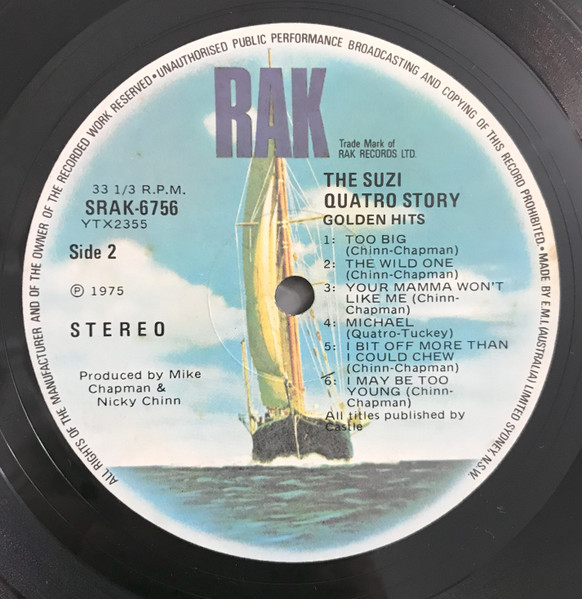 ALL RIGHTS OF THE MANUFACTURER AND OF THE OWNER OF THE RECORDED WORK RESERVED • UNAUTHORISED PUBLIC PERFORMANCE BROADCASTING AND COPYING OF THIS RECORD PROHIBITED. • MADE BY E.M.I. (AUSTRALIA) LIMITED SYDNEY, N.S.W.
RAK
Trade Mark of
RAK RECORDS LTD.
33 1/3 R.P.M.
SRAK-6756
YTX2355
Side 2
℗ 1975
STEREO
Produced by Mike
Chapman &
Nicky Chinn
THE SUZI
QUATRO STORY
GOLDEN HITS
1: TOO BIG
(Chinn-Chapman)
2: THE WILD ONE
(Chinn-Chapman)
3: YOUR MAMMA WON'T
LIKE ME (Chinn-
Chapman)
4: MICHAEL
(Quatro-Tuckey)
5: I BIT OFF MORE THAN
I COULD CHEW
(Chinn-Chapman)
6: I MAY BE TOO
YOUNG (Chinn-
Chapman)
All titles published by
Castle